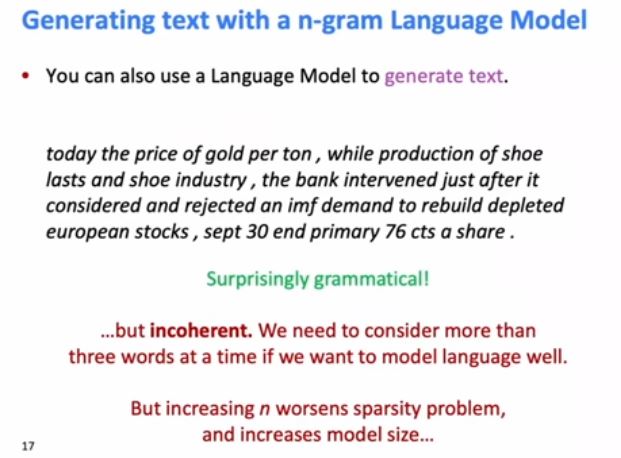 Generating text with a n-gram Language Model
• You can also use a Language Model to generate text.
today the price of gold per ton , while production of shoe
lasts and shoe industry , the bank intervened just after it
considered and rejected an imf demand to rebuild depleted
european stocks , sept 30 end primary 76 cts a share .
Surprisingly grammatical!
...but incoherent. We need to consider more than
three words at a time if we want to model language well.
But increasing n worsens sparsity problem,
and increases model size...
17